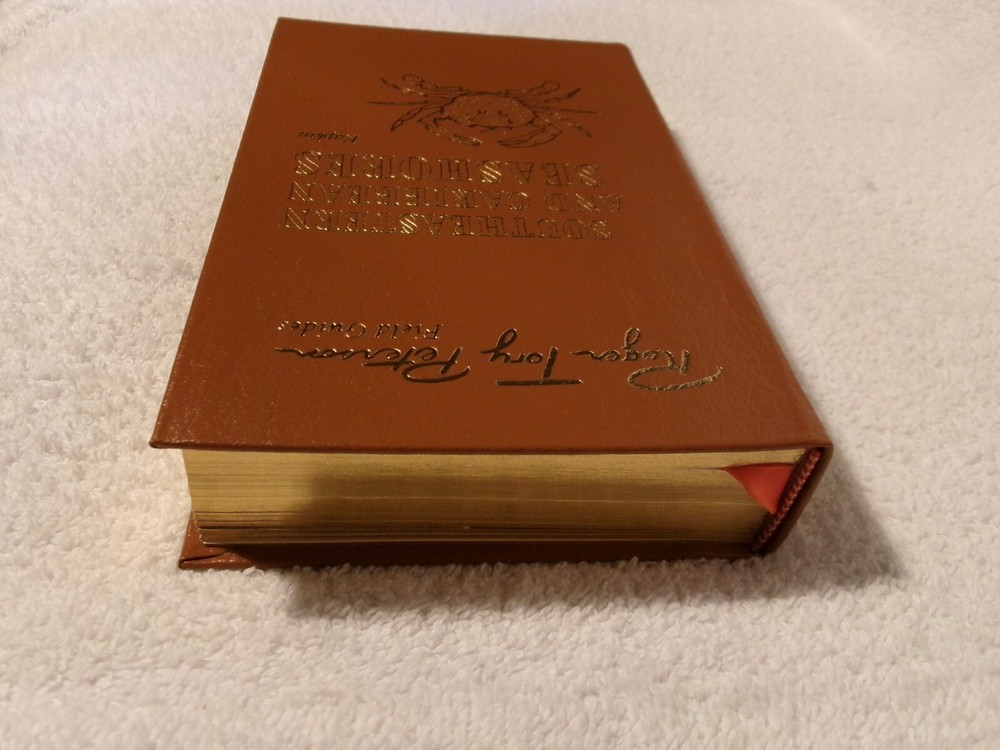 Roger Tory Peterson
Field Guides
SOUTHEASTERN
AND CARIBBEAN
SEASHORES
Kaplan